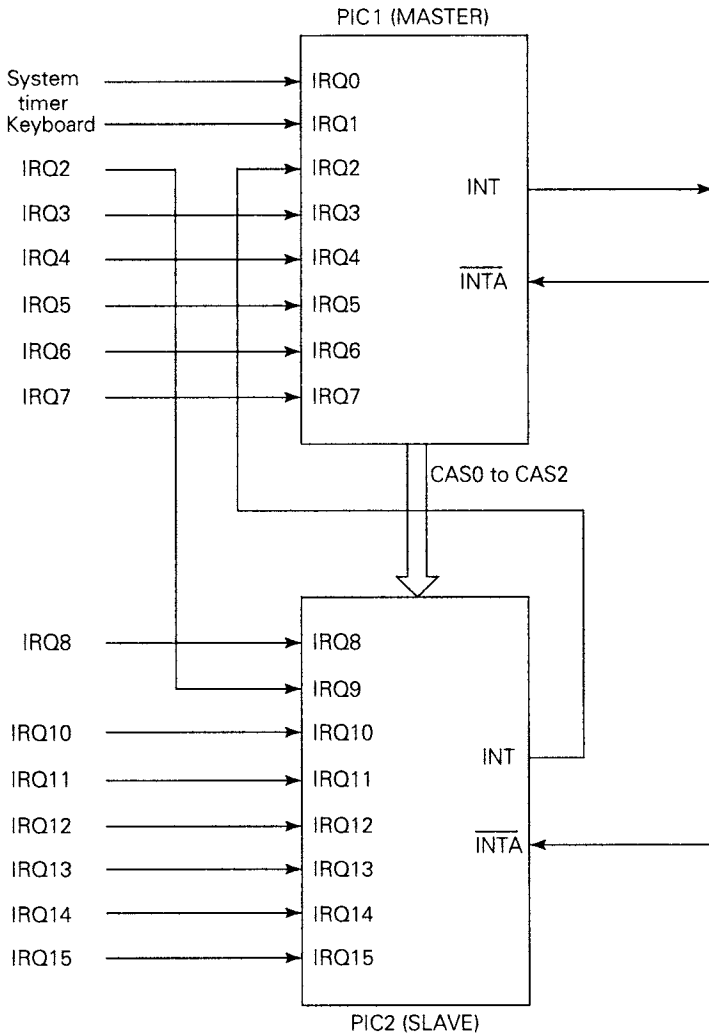 PIC1 (MASTER)
System
timer
Keyboard
IRQ2
IRQ3
IRQ4
IRQ5
IRQ6
IRQ7
IRQ0
IRQ1
IRQ2
IRQ3
IRQ4
IRQ5
IRQ6
IRQ7
INT
INTA
CAS0 to CAS2
IRQ8
IRQ10
IRQ11
IRQ12
IRQ13
IRQ14
IRQ15
IRQ8
IRQ9
IRQ10
IRQ11
IRQ12
IRQ13
IRQ14
IRQ15
INT
INTA
PIC2 (SLAVE)